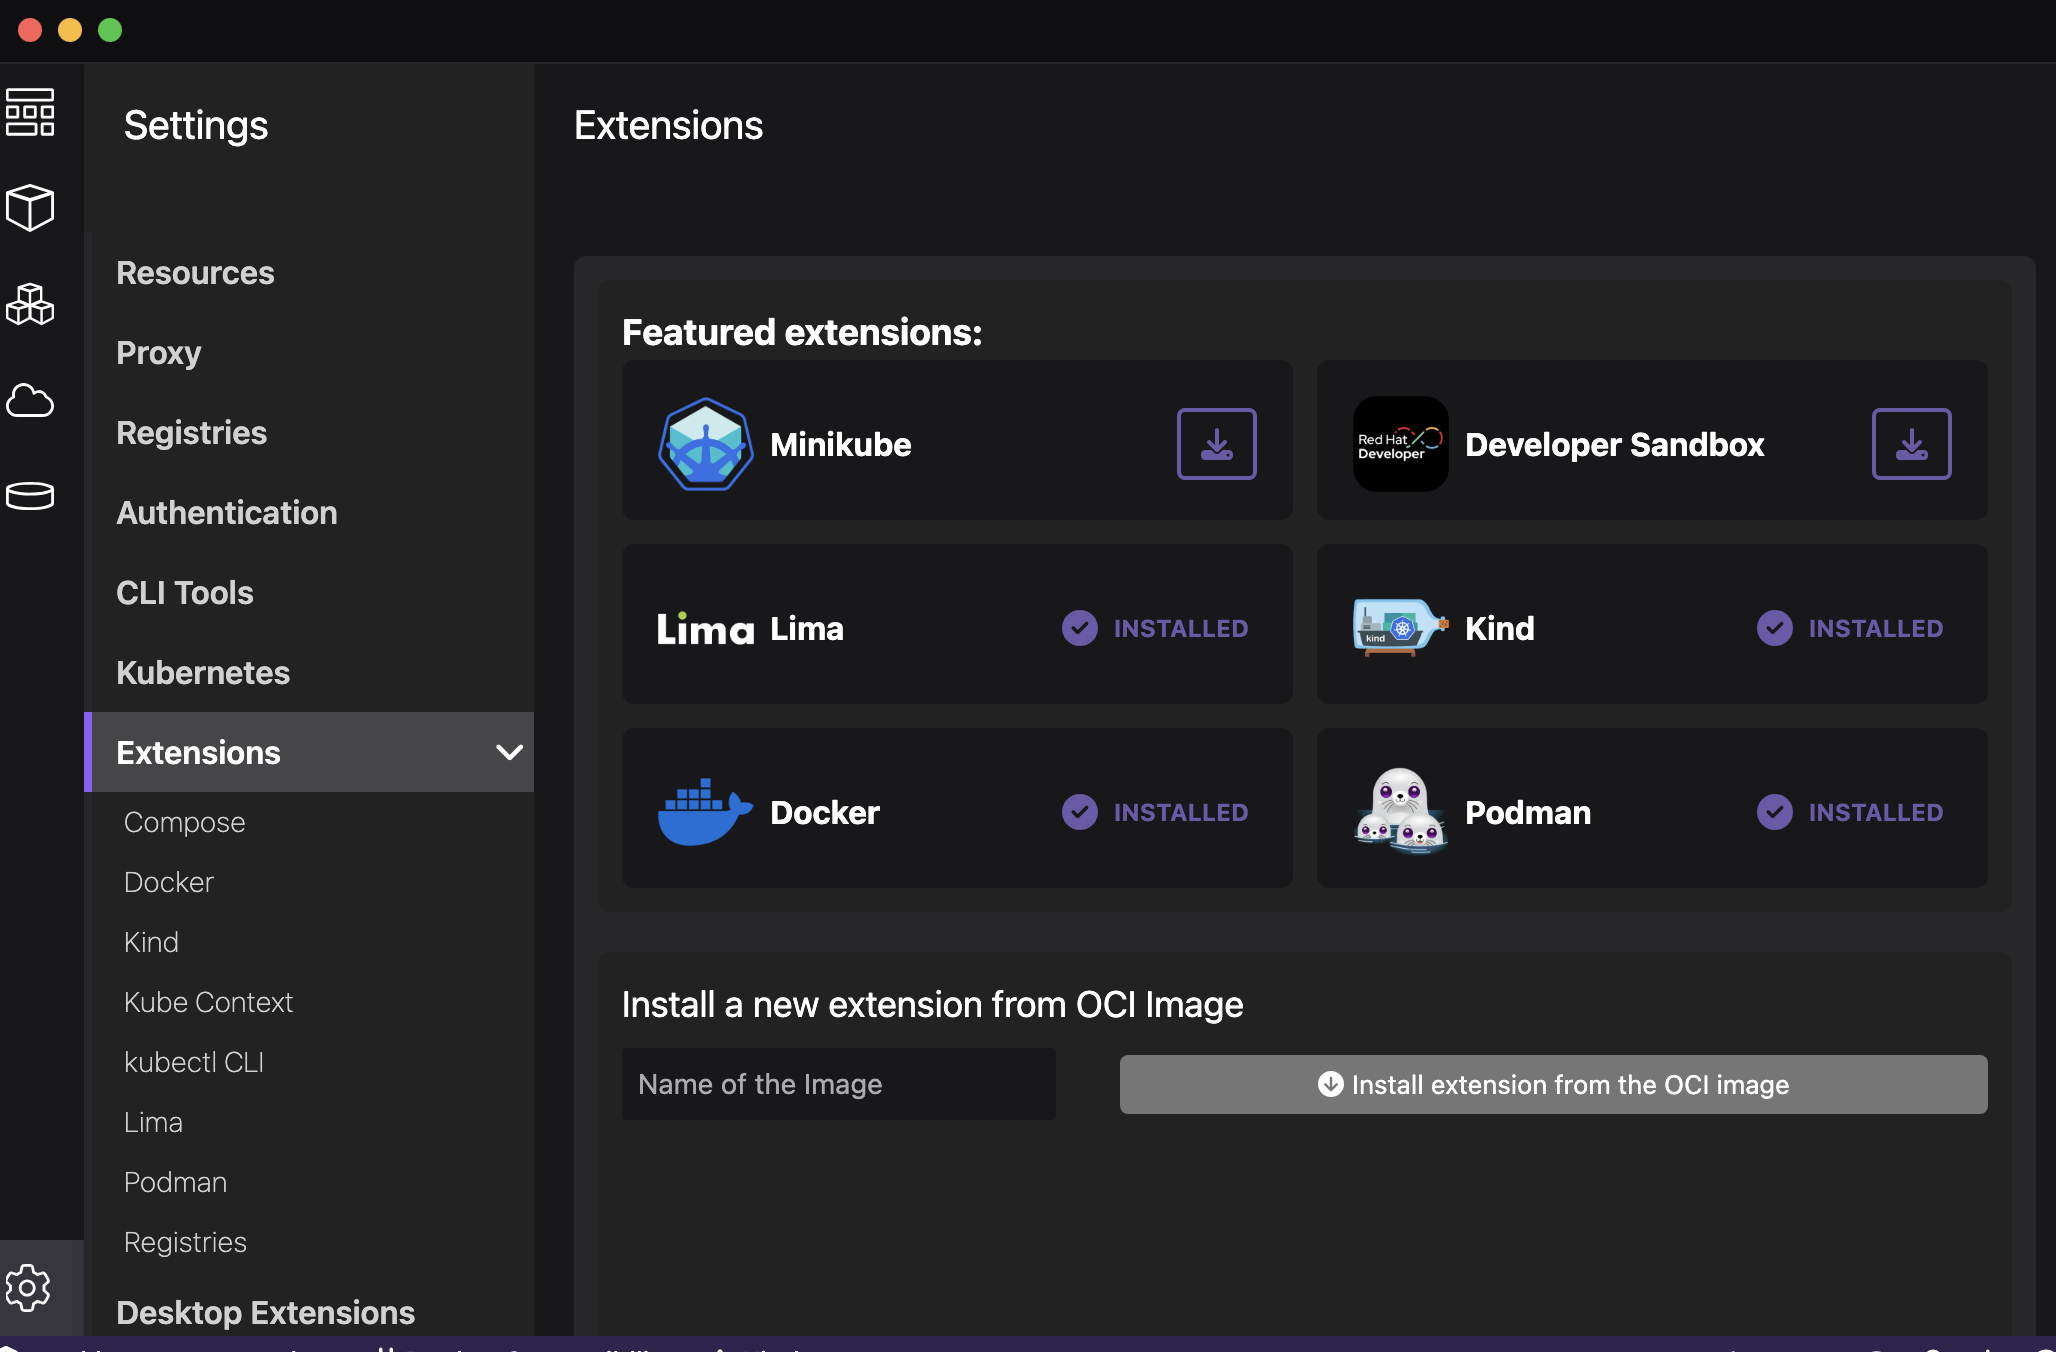 Settings
Extensions
Resources
Proxy
Registries
Authentication
CLI Tools
Kubernetes
Extensions
Compose
Docker
Kind
Kube Context
kubectl CLI
Lima
Podman
Registries
Desktop Extensions
Featured extensions:
Minikube
Red Hat
Developer
Developer Sandbox
Lima Lima
INSTALLED
kind
Kind
INSTALLED
Docker
INSTALLED
Podman
INSTALLED
Install a new extension from OCI Image
Name of the Image
Install extension from the OCI image